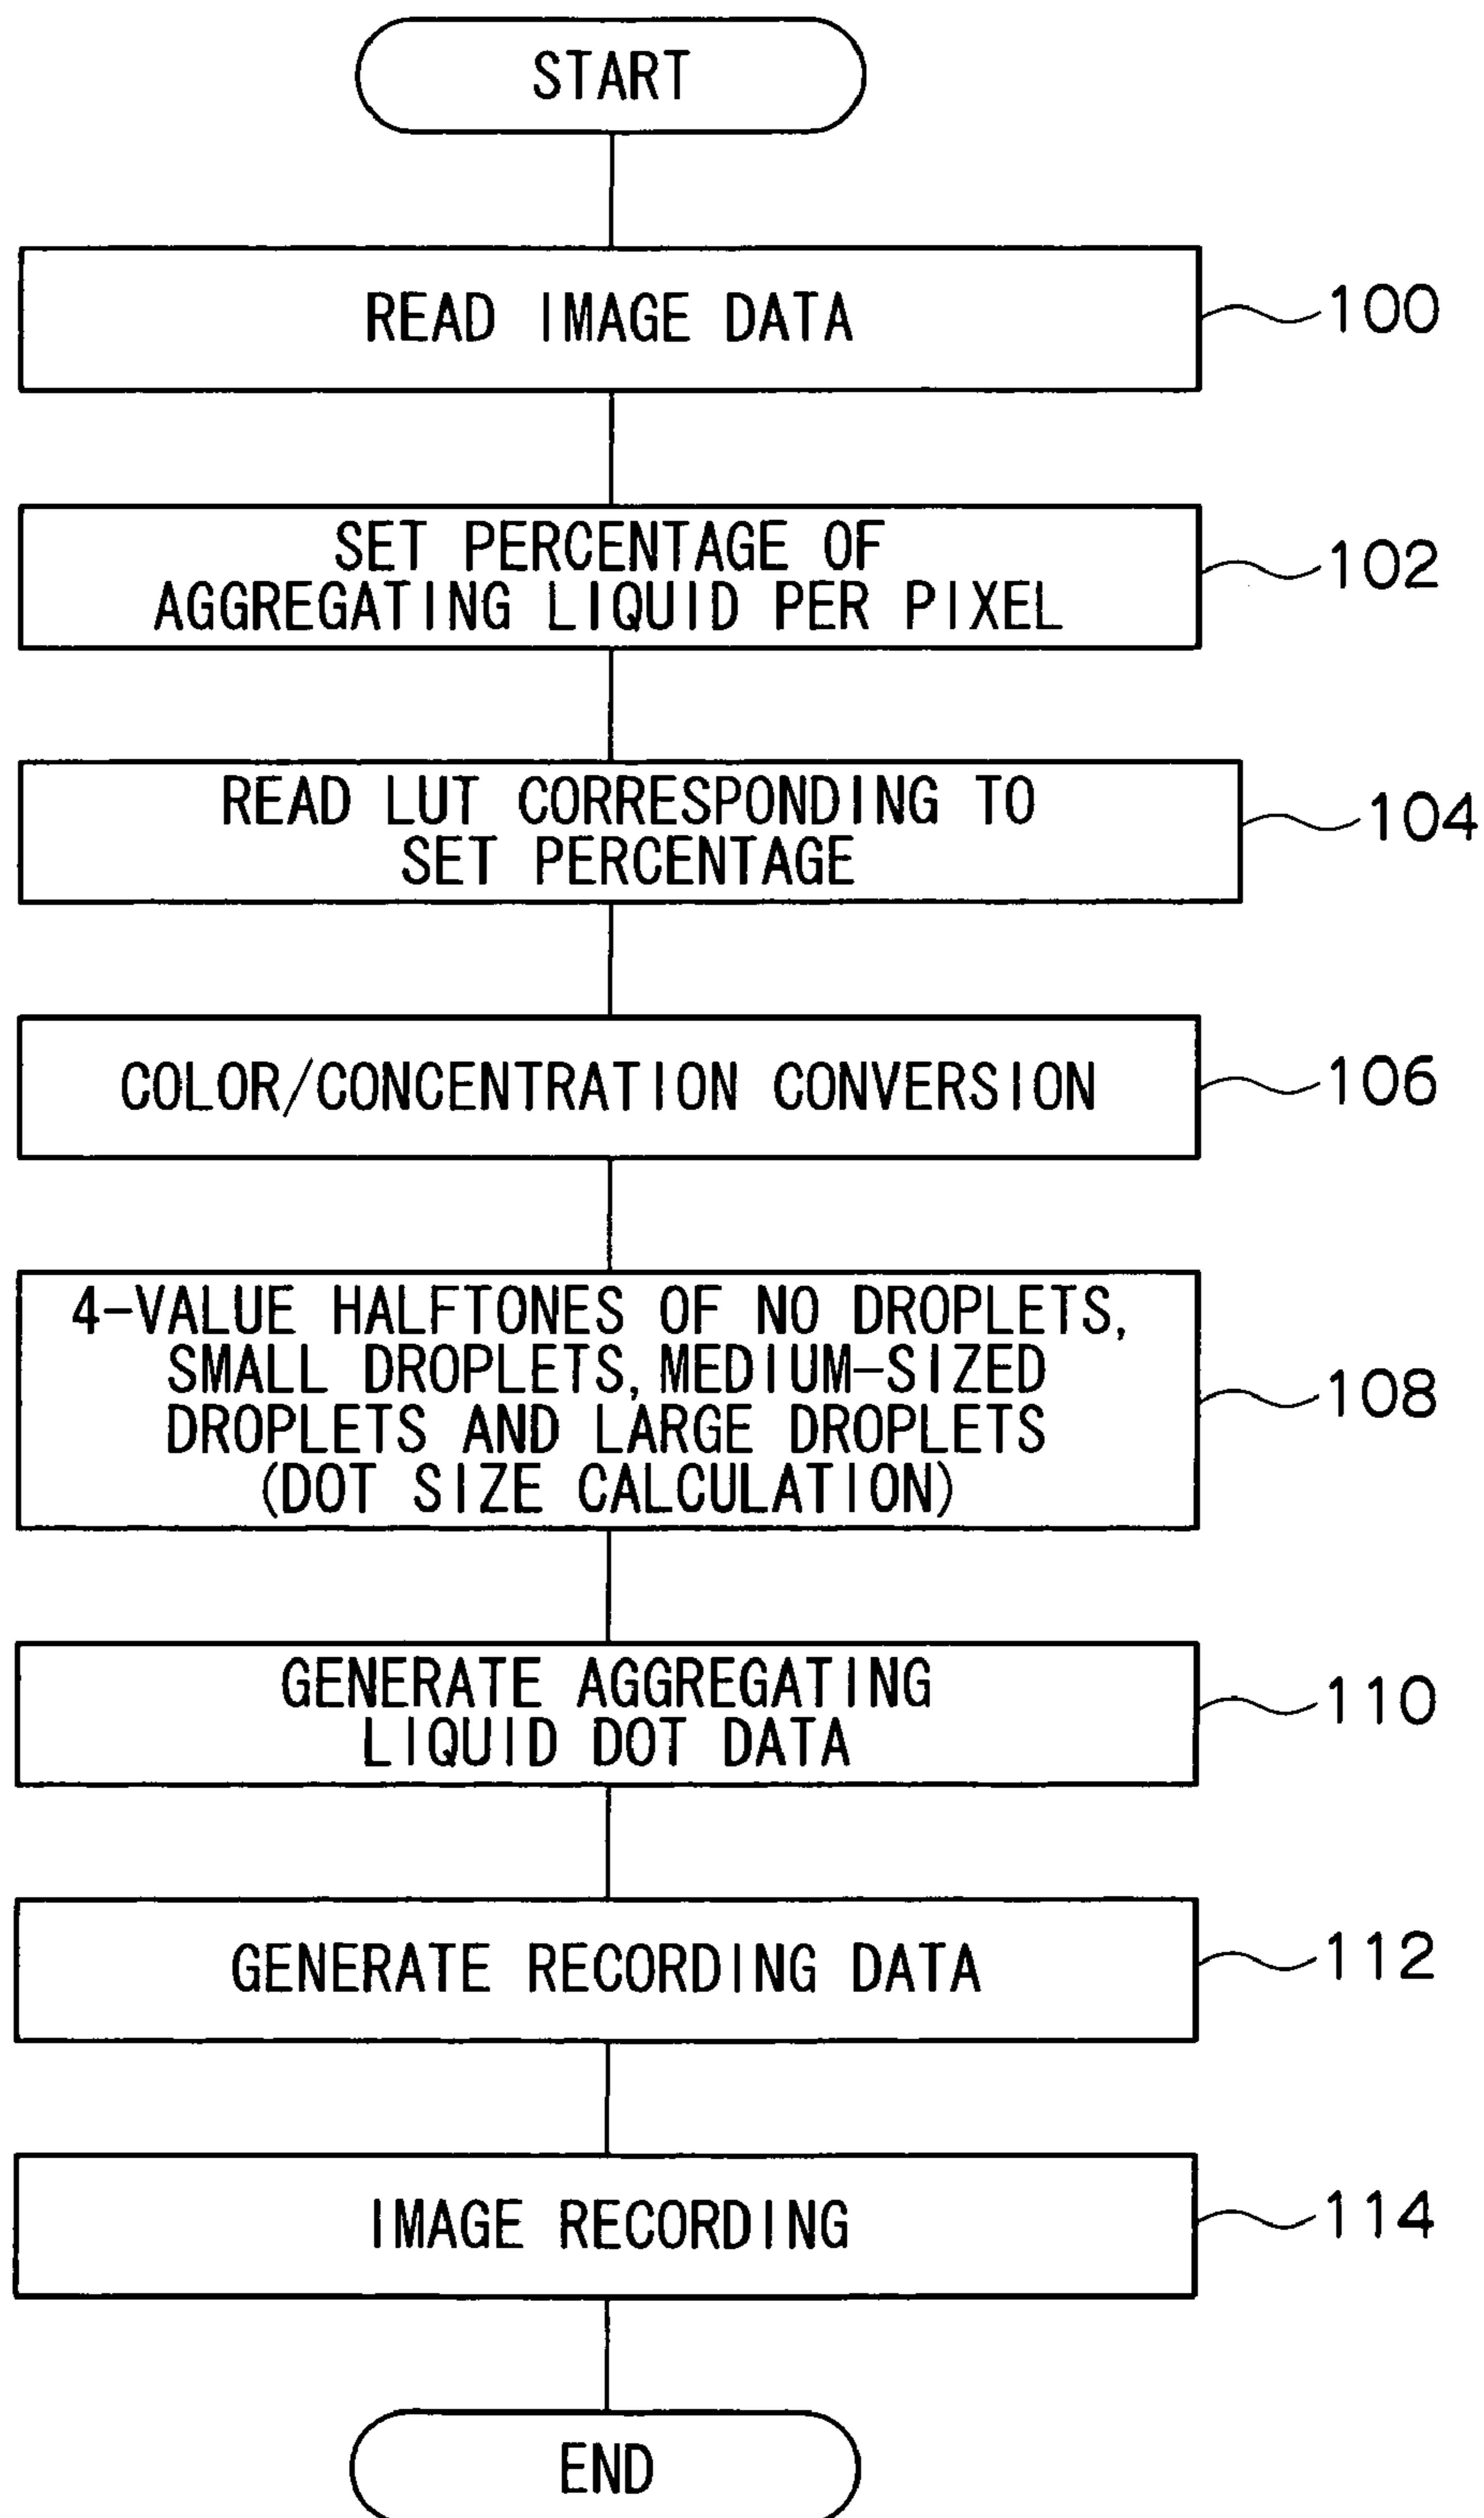 START
READ IMAGE DATA
100
SET PERCENTAGE OF
AGGREGATING LIQUID PER PIXEL
102
READ LUT CORRESPONDING TO
SET PERCENTAGE
104
COLOR/CONCENTRATION CONVERSION
106
4-VALUE HALFTONES OF NO DROPLETS,
SMALL DROPLETS, MEDIUM-SIZED
DROPLETS AND LARGE DROPLETS
(DOT SIZE CALCULATION)
108
GENERATE AGGREGATING
LIQUID DOT DATA
110
GENERATE RECORDING DATA
112
IMAGE RECORDING
114
END